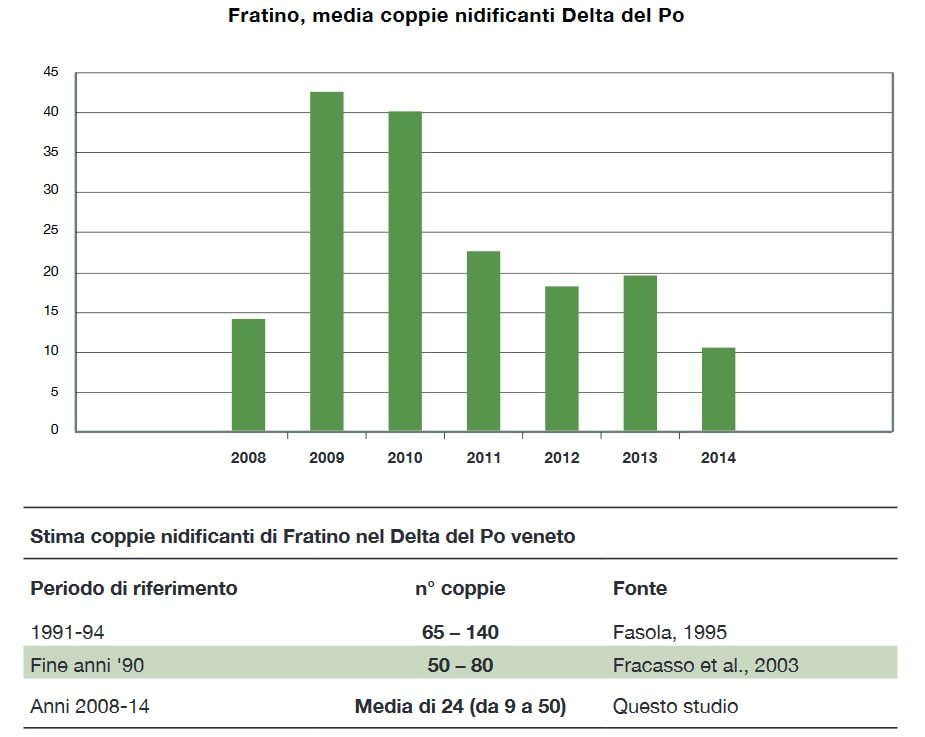 Fratino, media coppie nidificanti Delta del Po
45
40
35
30
25
20
15
10
5
0
2008 2009 2010 2011 2012 2013 2014
Stima coppie nidificanti di Fratino nel Delta del Po veneto
Periodo di riferimento n° coppie Fonte
1991-94 65 – 140 Fasola, 1995
Fine anni '90 50 – 80 Fracasso et al., 2003
Anni 2008-14 Media di 24 (da 9 a 50) Questo studio